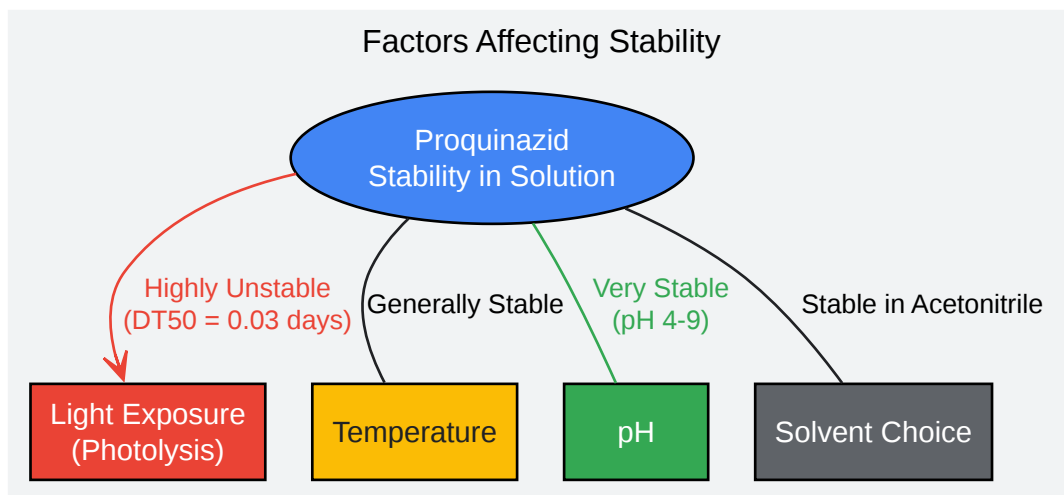 Factors Affecting Stability
Proquinazid
Stability in Solution
Highly Unstable
(DT50 = 0.03 days)
Generally Stable
Very Stable
(pH 4-9)
Stable in Acetonitrile
Light Exposure
(Photolysis)
Temperature
pH
Solvent Choice